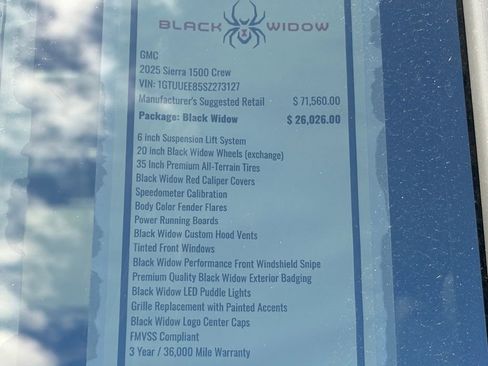 BLACK WIDOW
GMC
2025 Sierra 1500 Crew
VIN: 1GTUUEE85SZ273127
Manufacturer's Suggested Retail $ 71,560.00
Package: Black Widow $ 26,026.00
6 inch Suspension Lift System
20 inch Black Widow Wheels (exchange)
35 Inch Premium All-Terrain Tires
Black Widow Red Caliper Covers
Speedometer Calibration
Body Color Fender Flares
Power Running Boards
Black Widow Custom Hood Vents
Tinted Front Windows
Black Widow Performance Front Windshield Snipe
Premium Quality Black Widow Exterior Badging
Black Widow LED Puddle Lights
Grille Replacement with Painted Accents
Black Widow Logo Center Caps
FMVSS Compliant
3 Year / 36,000 Mile Warranty